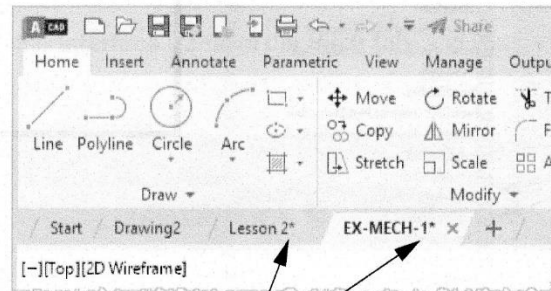 A CAD Share
Home Insert Annotate Parametric View Manage
Move Rotate
Line Polyline Circle Arc Copy Mirror
Stretch Scale
Draw Modify
Start Drawing2 Lesson 2* EX-MECH-1* × +
[−][Top][2D Wireframe]